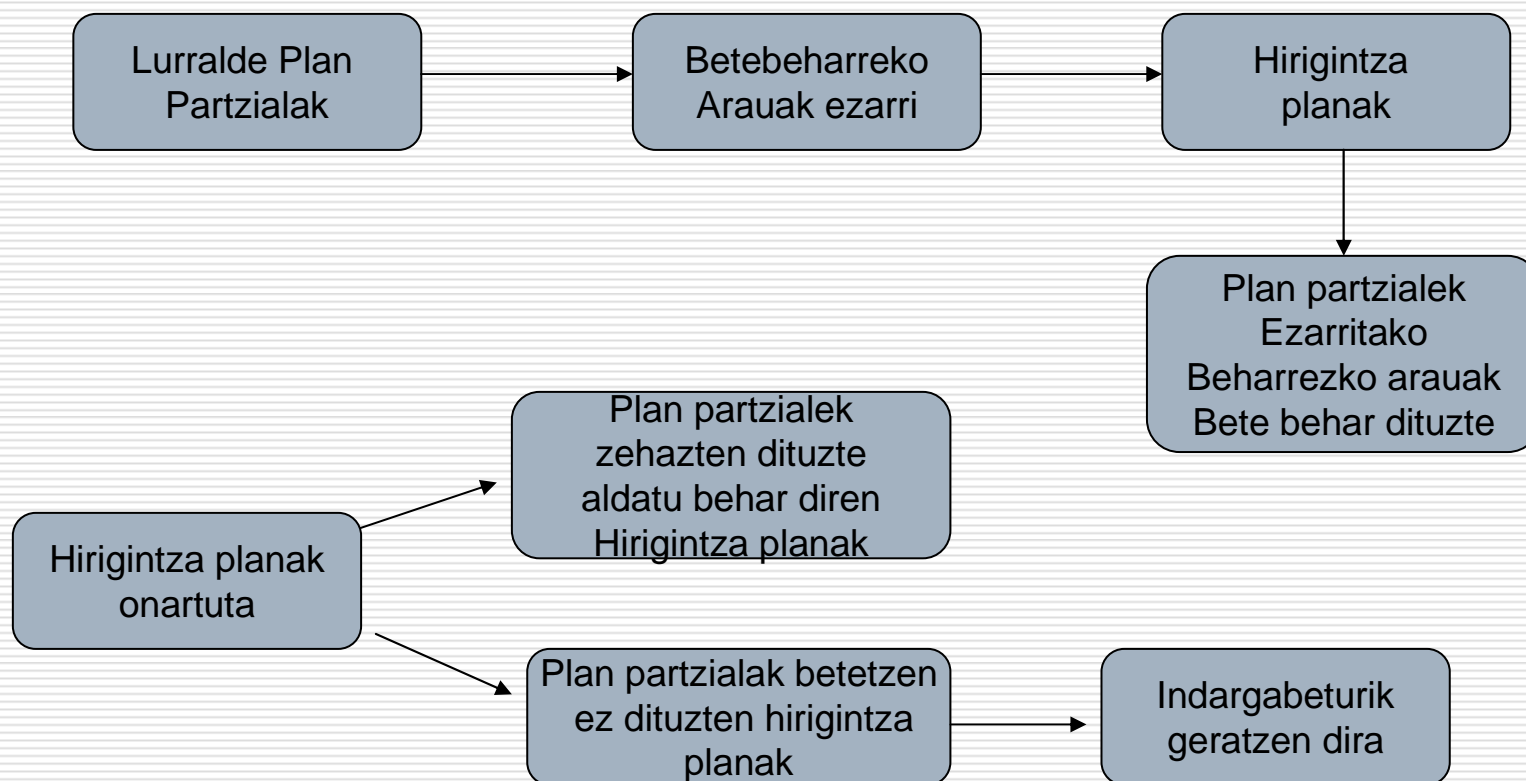 Lurralde Plan
Partzialak
Betebeharreko
Arauak ezarri
Hirigintza
planak
Plan partzialek
Ezarritako
Beharrezko arauak
Bete behar dituzte
Plan partzialek
zehazten dituzte
aldatu behar diren
Hirigintza planak
Hirigintza planak
onartuta
Plan partzialak betetzen
ez dituzten hirigintza
planak
Indargabeturik
geratzen dira